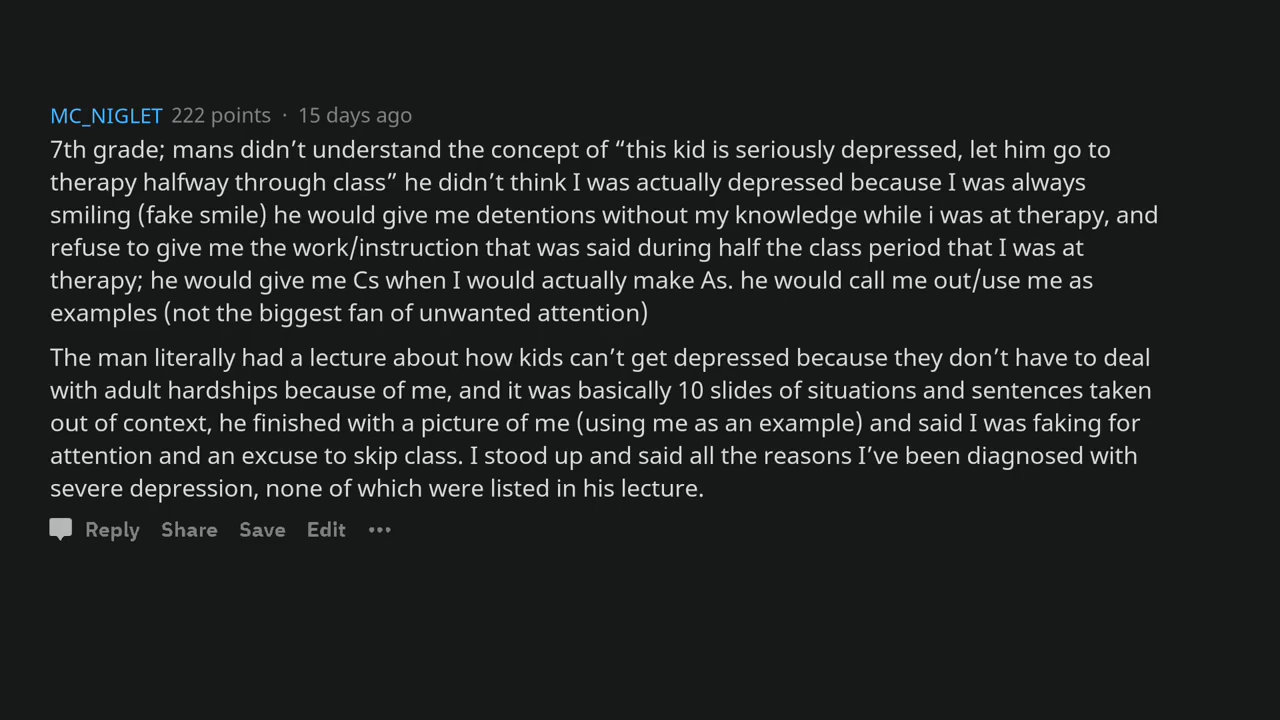 MC_NIGLET 222 points · 15 days ago
7th grade; mans didn’t understand the concept of “this kid is seriously depressed, let him go to
therapy halfway through class” he didn’t think I was actually depressed because I was always
smiling (fake smile) he would give me detentions without my knowledge while i was at therapy, and
refuse to give me the work/instruction that was said during half the class period that I was at
therapy; he would give me Cs when I would actually make As. he would call me out/use me as
examples (not the biggest fan of unwanted attention)
The man literally had a lecture about how kids can’t get depressed because they don’t have to deal
with adult hardships because of me, and it was basically 10 slides of situations and sentences taken
out of context, he finished with a picture of me (using me as an example) and said I was faking for
attention and an excuse to skip class. I stood up and said all the reasons I’ve been diagnosed with
severe depression, none of which were listed in his lecture.
Reply Share Save Edit •••